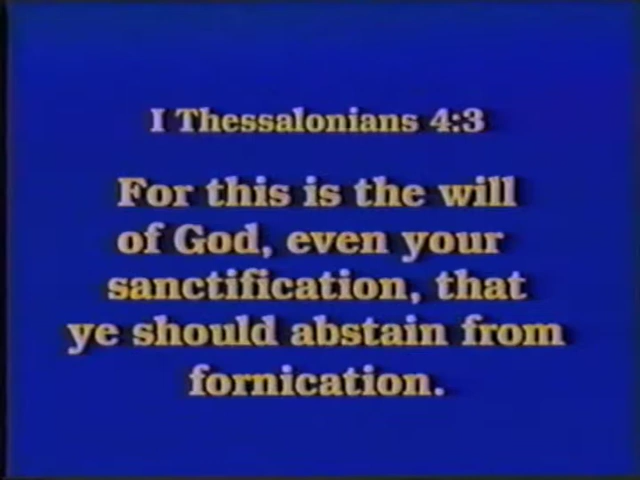 I Thessalonians 4:3
For this is the will
of God, even your
sanctification, that
ye should abstain from
fornication.